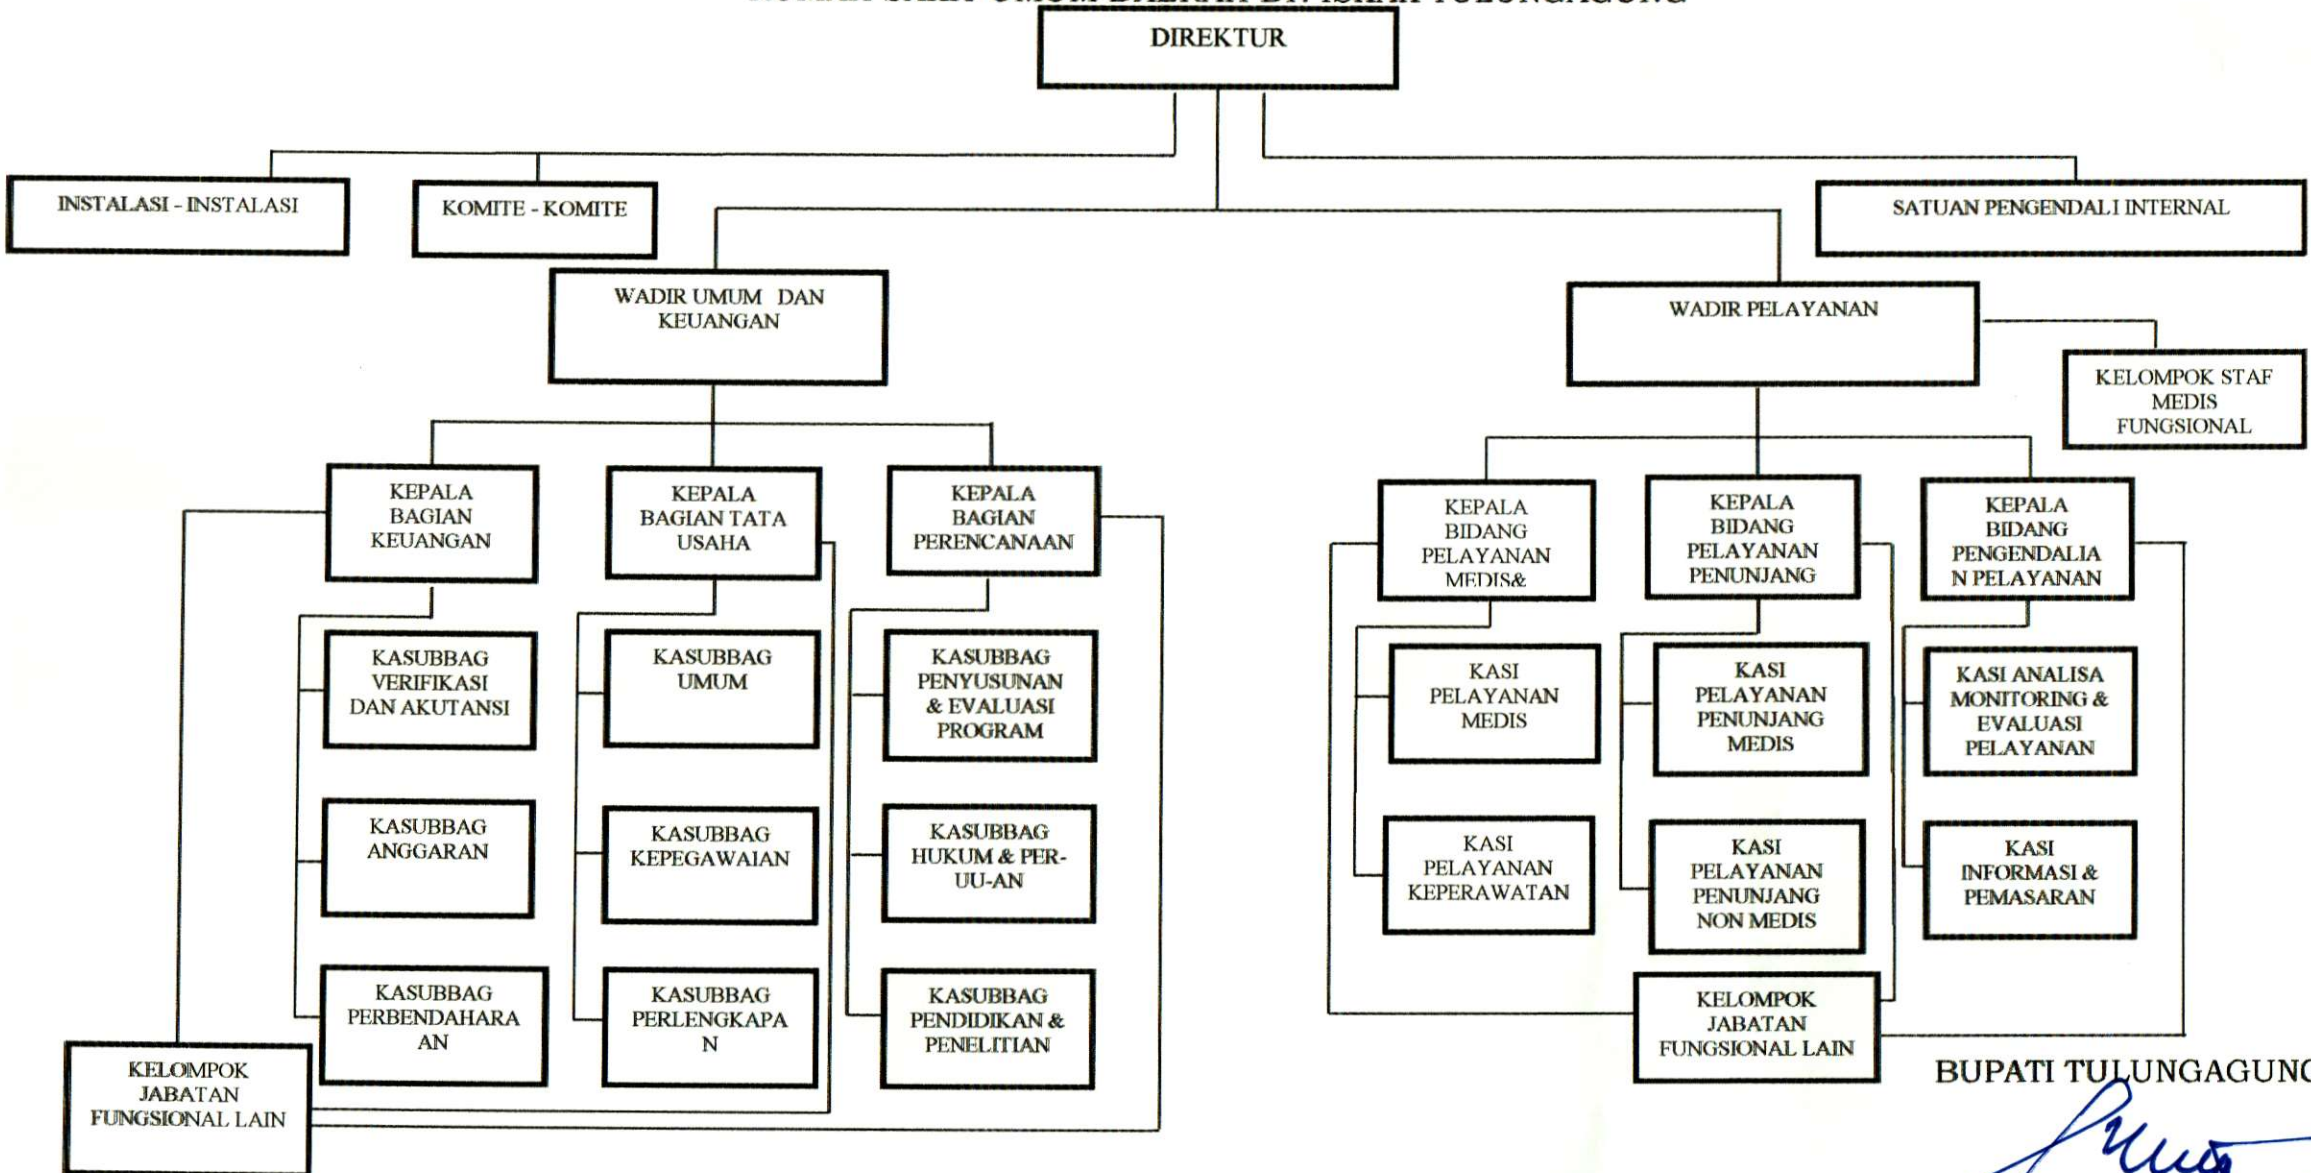 DIREKTUR
INSTALASI - INSTALASI
KOMITE - KOMITE
SATUAN PENGENDALI INTERNAL
WADIR UMUM DAN
KEUANGAN
WADIR PELAYANAN
KELOMPOK STAF
MEDIS
FUNGSIONAL
KEPALA
BAGIAN
KEUANGAN
KEPALA
BAGIAN TATA
USAHA
KEPALA
BAGIAN
PERENCANAAN
KEPALA
BIDANG
PELAYANAN
MEDIS&
KEPALA
BIDANG
PELAYANAN
PENUNJANG
KEPALA
BIDANG
PENGENDALIA
N PELAYANAN
KASUBBAG
VERIFIKASI
DAN AKUTANSI
KASUBBAG
UMUM
KASUBBAG
PENYUSUNAN
& EVALUASI
PROGRAM
KASI
PELAYANAN
MEDIS
KASI
PELAYANAN
PENUNJANG
MEDIS
KASI ANALISA
MONITORING &
EVALUASI
PELAYANAN
KASUBBAG
ANGGARAN
KASUBBAG
KEPEGAWAIAN
KASUBBAG
HUKUM & PER-
UU-AN
KASI
PELAYANAN
KEPERAWATAN
KASI
PELAYANAN
PENUNJANG
NON MEDIS
KASI
INFORMASI &
PEMASARAN
KASUBBAG
PERBENDAHARA
AN
KASUBBAG
PERLENGKAPA
N
KASUBBAG
PENDIDIKAN &
PENELITIAN
KELOMPOK
JABATAN
FUNGSIONAL LAIN
KELOMPOK
JABATAN
FUNGSIONAL LAIN
BUPATI TULUNGAGUNG